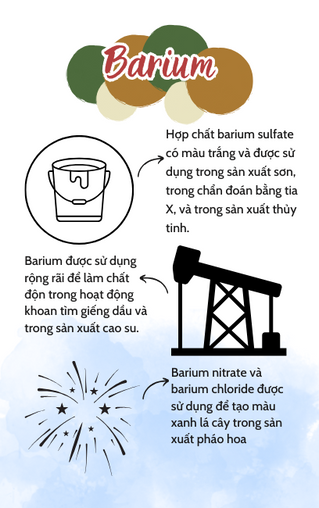 Barium
Hợp chất barium sulfate
có màu trắng và được sử
dụng trong sản xuất sơn,
trong chẩn đoán bằng tia
X, và trong sản xuất thủy
tinh.
Barium được sử dụng
rộng rãi để làm chất
độn trong hoạt động
khoan tìm giếng dầu và
trong sản xuất cao su.
Barium nitrate và
barium chloride được
sử dụng để tạo màu
xanh lá cây trong sản
xuất pháo hoa